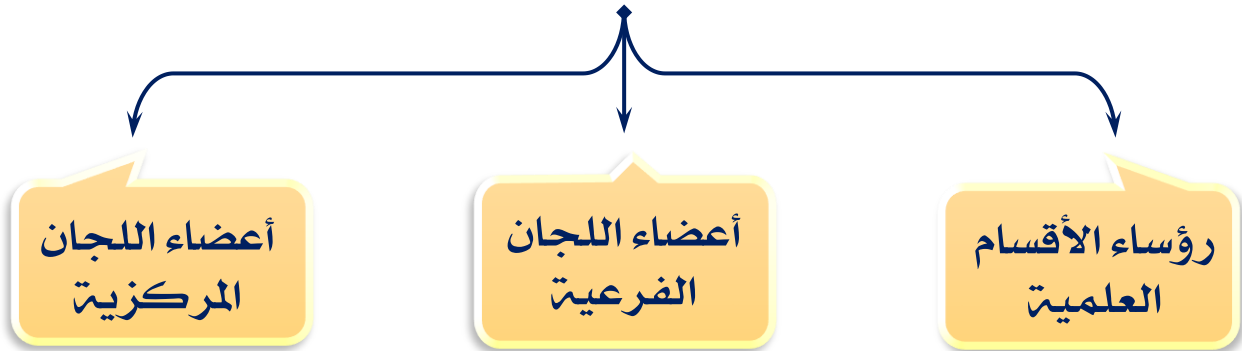 رؤساء الأقسام
العلمية
أعضاء اللجان
الفرعية
أعضاء اللجان
المركزية